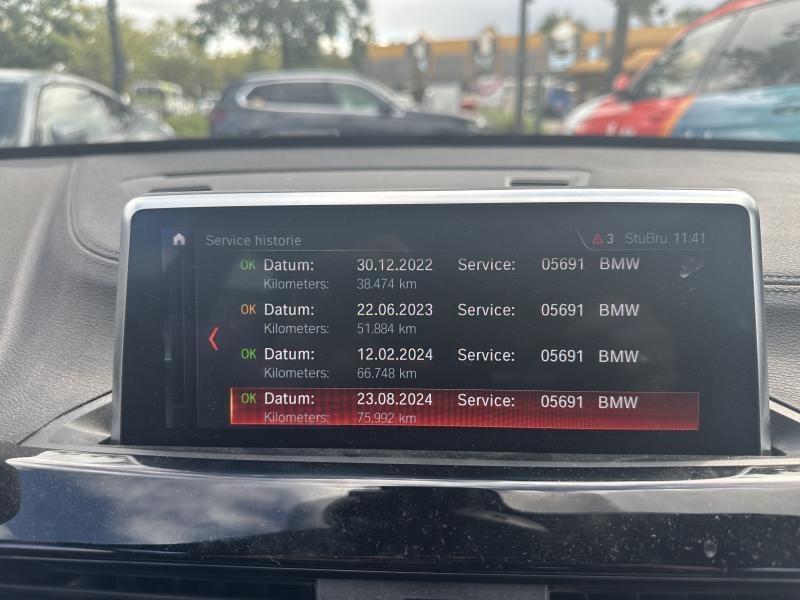 Service historie
3 StuBru 11:41
OK Datum: 30.12.2022 Service: 05691 BMW
Kilometers: 38.474 km
OK Datum: 22.06.2023 Service: 05691 BMW
Kilometers: 51.884 km
OK Datum: 12.02.2024 Service: 05691 BMW
Kilometers: 66.748 km
OK Datum: 23.08.2024 Service: 05691 BMW
Kilometers: 75.992 km